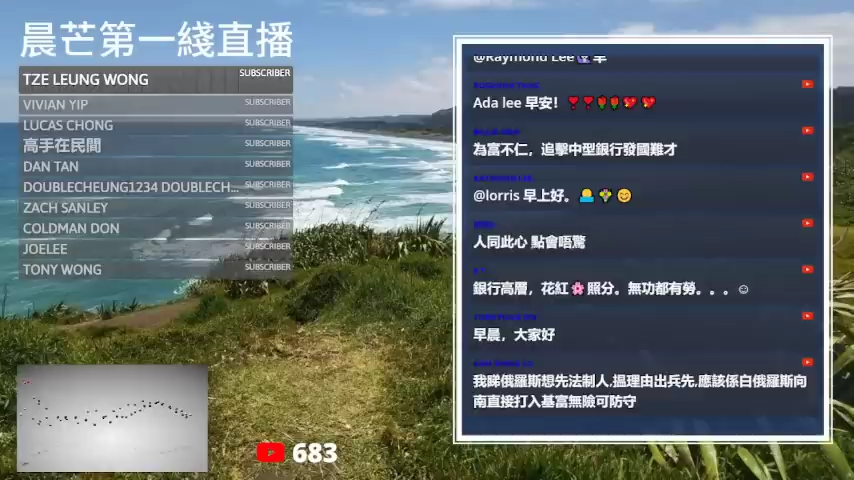 晨芒第一綫直播
TZE LEUNG WONG SUBSCRIBER
VIVIAN YIP SUBSCRIBER
LUCAS CHONG SUBSCRIBER
高手在民間 SUBSCRIBER
DAN TAN SUBSCRIBER
DOUBLECHEUNG1234 DOUBLECH... SUBSCRIBER
ZACH SANLEY SUBSCRIBER
COLDMAN DON SUBSCRIBER
JOELEE SUBSCRIBER
TONY WONG SUBSCRIBER
683
@Raymond Lee 早
Ada lee 早安! ❣❣🌹🌹💖💖
為富不仁，追擊中型銀行發國難才
@lorris 早上好。😊
人同此心 點會唔驚
銀行高層，花紅🌸照分。無功都有勞。。。☺
早晨，大家好
我睇俄羅斯想先法制人,搵理由出兵先,應該係白俄羅斯向
南直接打入基富無險可防守